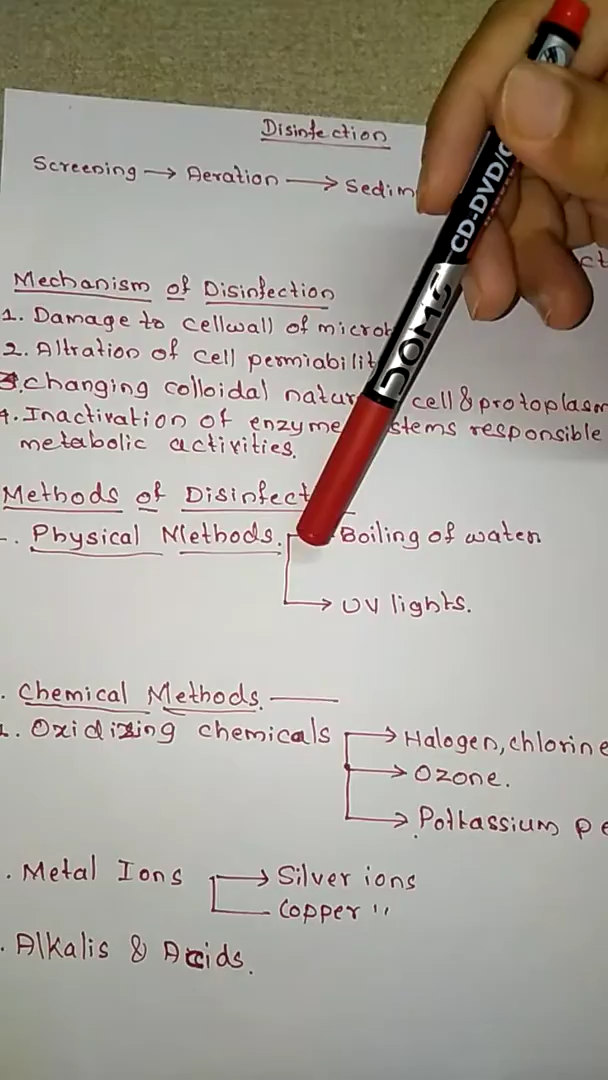 Disinfection
Screening → Aeration → Sedim
Mechanism of Disinfection
1. Damage to cellwall of microb
2. Altration of cell permiabilit
3. changing colloidal natur cell & protoplasm
4. Inactivation of enzyme stems responsible
metabolic activities.
Methods of Disinfect
Physical Methods. Boiling of water
→ UV lights.
Chemical Methods.
1. Oxidizing chemicals → Halogen, chlorine
→ Ozone.
→ Pottassium pe
Metal Ions → Silver ions
Copper "
Alkalis & Acids.
DOMS CD-DVD/